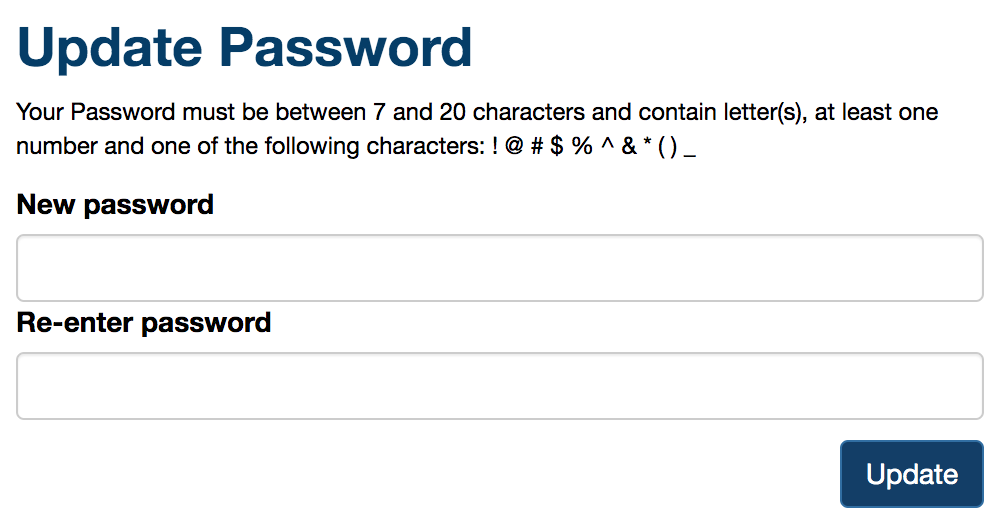 Update Password
Your Password must be between 7 and 20 characters and contain letter(s), at least one
number and one of the following characters: ! @ # $ % ^ & * ( ) _
New password
Re-enter password
Update